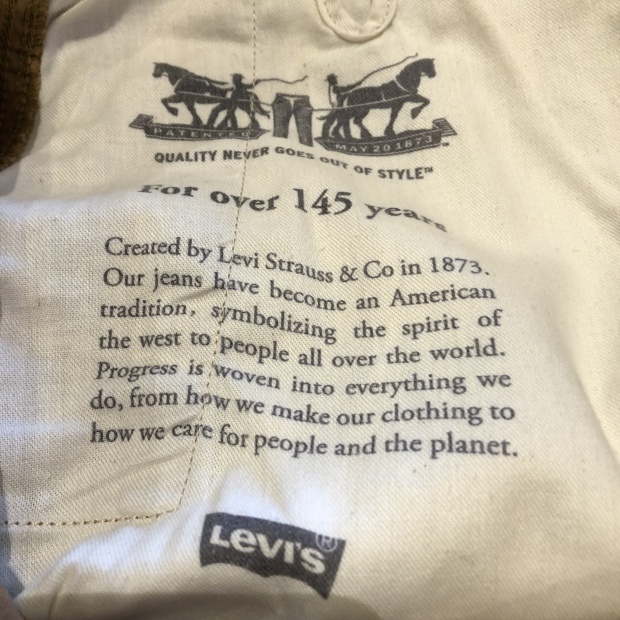 PATENTED
MAY 20 1873
QUALITY NEVER GOES OUT OF STYLE™
For over 145 years
Created by Levi Strauss & Co in 1873.
Our jeans have become an American
tradition, symbolizing the spirit of
the west to people all over the world.
Progress is woven into everything we
do, from how we make our clothing to
how we care for people and the planet.
LEVI'S®